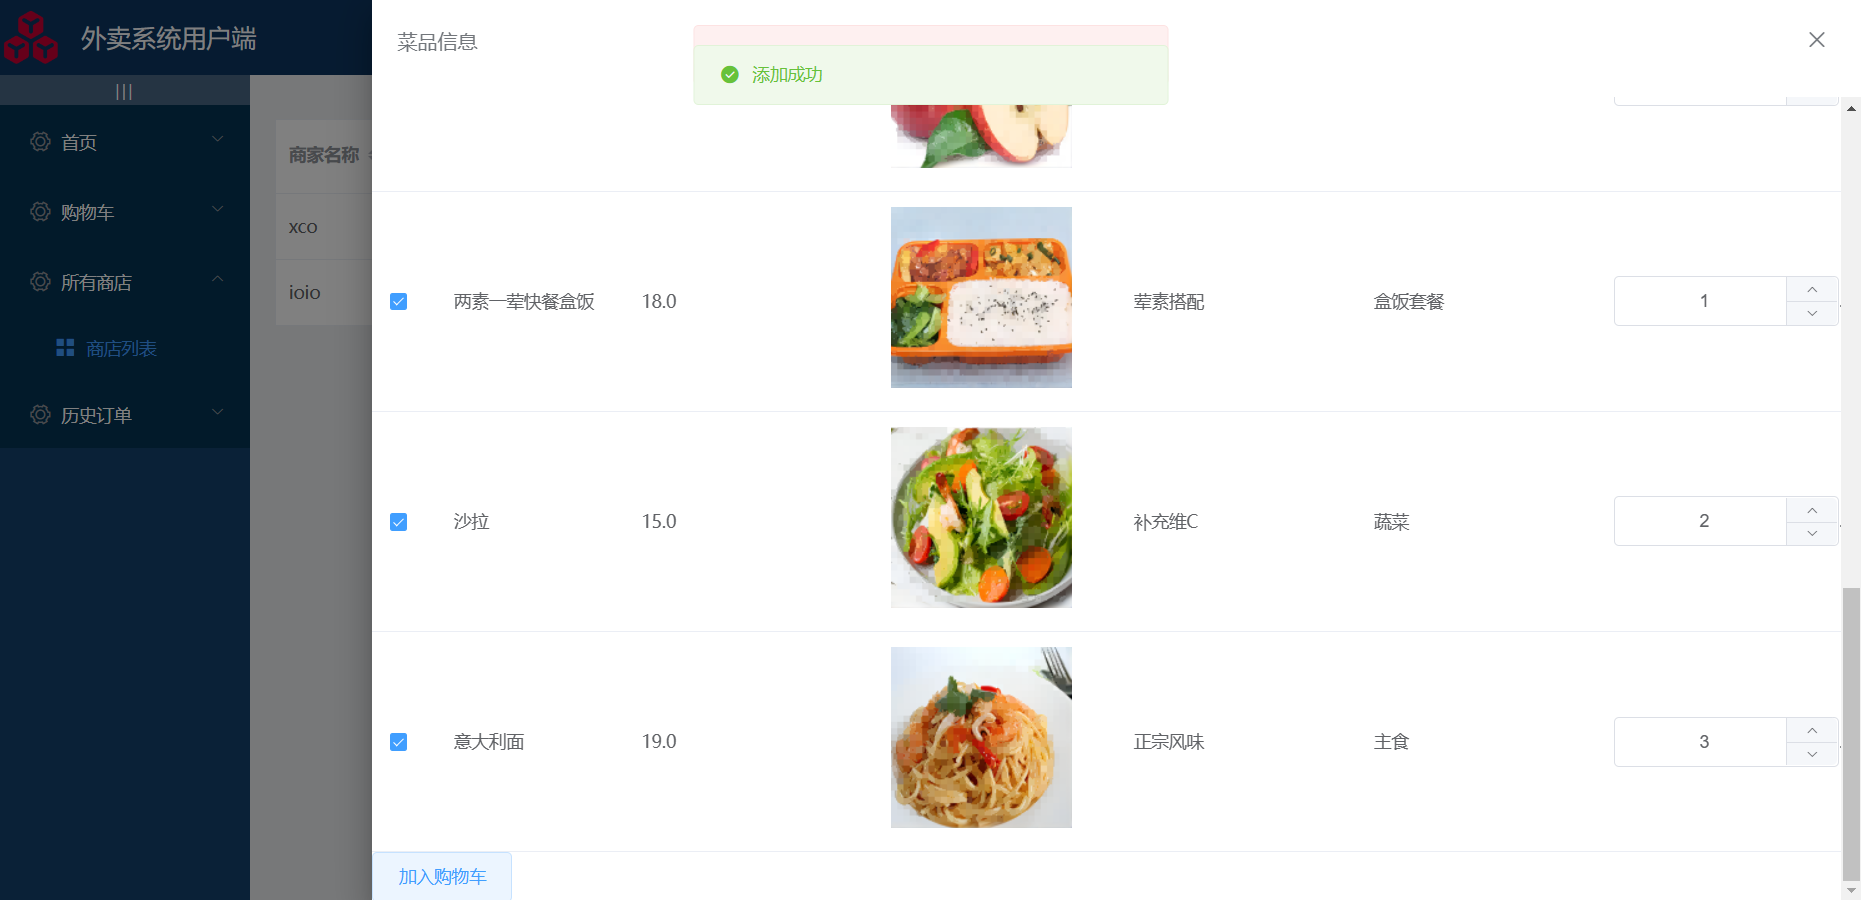 外卖系统用户端
|||
首页
购物车
所有商店
商店列表
历史订单
商家名称
xco
ioio
菜品信息
添加成功
两素一荤快餐盒饭 18.0 荤素搭配 盒饭套餐 1
沙拉 15.0 补充维C 蔬菜 2
意大利面 19.0 正宗风味 主食 3
加入购物车